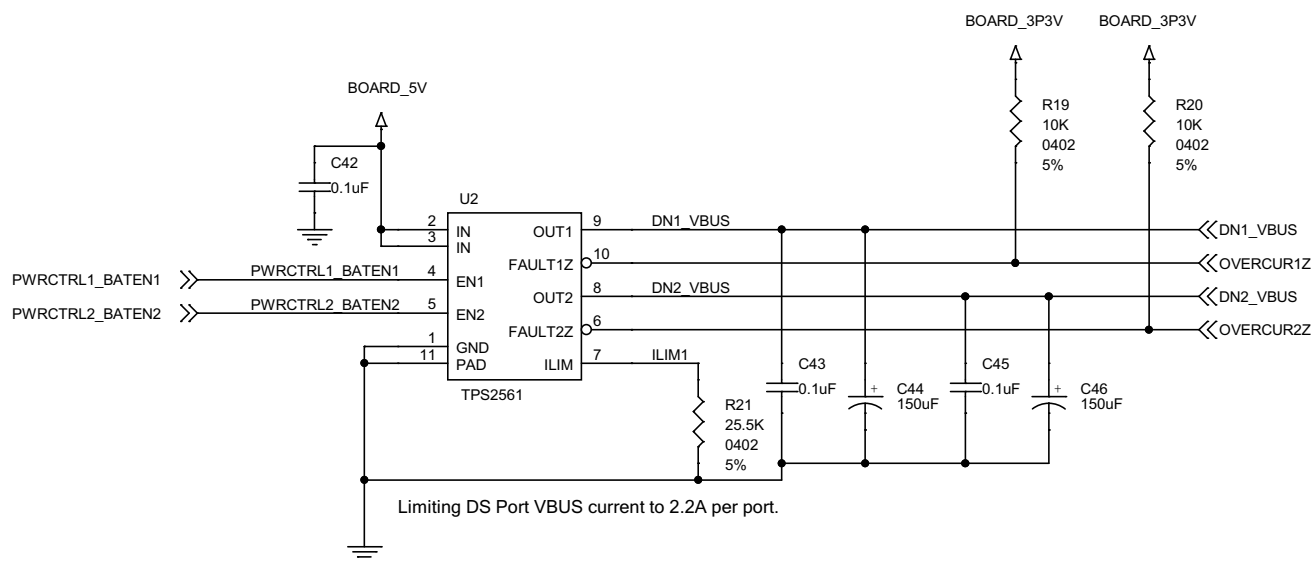 BOARD_3P3V
BOARD_3P3V
BOARD_5V
R19
10K
0402
5%
R20
10K
0402
5%
C42
0.1uF
U2
2
IN
3
IN
OUT1
9
DN1_VBUS
DN1_VBUS
FAULT1Z
10
OVERCUR1Z
PWRCTRL1_BATEN1
PWRCTRL1_BATEN1
4
EN1
OUT2
8
DN2_VBUS
DN2_VBUS
PWRCTRL2_BATEN2
PWRCTRL2_BATEN2
5
EN2
FAULT2Z
6
OVERCUR2Z
1
GND
11
PAD
ILIM
7
ILIM1
TPS2561
C43
0.1uF
+
C44
150uF
C45
0.1uF
+
C46
150uF
R21
25.5K
0402
5%
Limiting DS Port VBUS current to 2.2A per port.